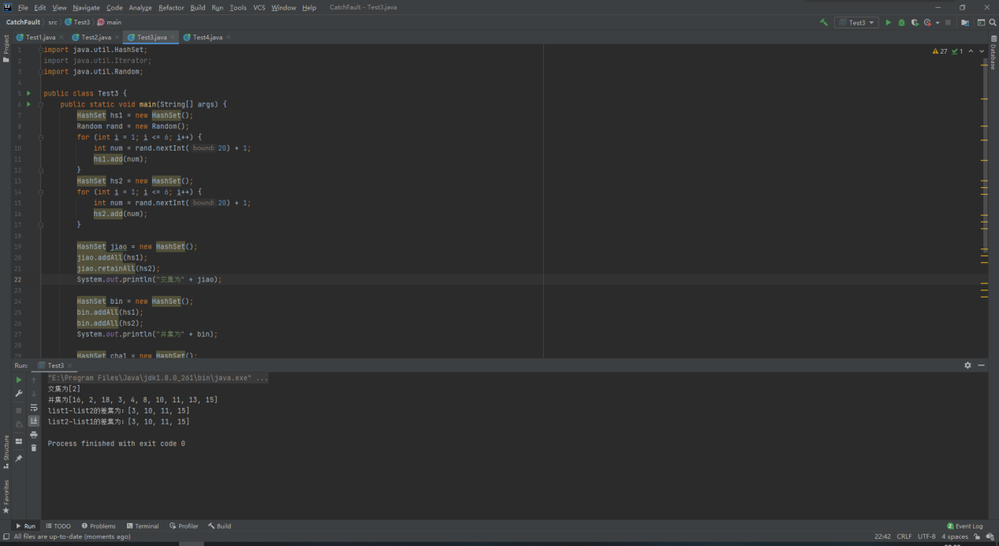 File Edit View Navigate Code Analyze Refactor Build Run Tools VCS Window Help CatchFault - Test3.java
CatchFault src Test3 main Test3
Test1.java Test2.java Test3.java Test4.java
Project
Database
27 1
1 import java.util.HashSet;
2 import java.util.Iterator;
3 import java.util.Random;
4
5 public class Test3 {
6 public static void main(String[] args) {
7 HashSet hs1 = new HashSet();
8 Random rand = new Random();
9 for (int i = 1; i <= 6; i++) {
10 int num = rand.nextInt( bound: 20) + 1;
11 hs1.add(num);
12 }
13 HashSet hs2 = new HashSet();
14 for (int i = 1; i <= 6; i++) {
15 int num = rand.nextInt( bound: 20) + 1;
16 hs2.add(num);
17 }
18
19 HashSet jiao = new HashSet();
20 jiao.addAll(hs1);
21 jiao.retainAll(hs2);
22 System.out.println("交集为" + jiao);
23
24 HashSet bin = new HashSet();
25 bin.addAll(hs1);
26 bin.addAll(hs2);
27 System.out.println("并集为" + bin);
28
29 HashSet cha1 = new HashSet();
Run: Test3
"E:\Program Files\Java\jdk1.8.0_261\bin\java.exe" ...
交集为[2]
并集为[16, 2, 18, 3, 4, 8, 10, 11, 13, 15]
list1-list2的差集为：[3, 10, 11, 15]
list2-list1的差集为：[3, 10, 11, 15]
Process finished with exit code 0
Structure
Favorites
Run TODO Problems Terminal Profiler Build 2 Event Log
All files are up-to-date (moments ago) 22:42 CRLF UTF-8 4 spaces